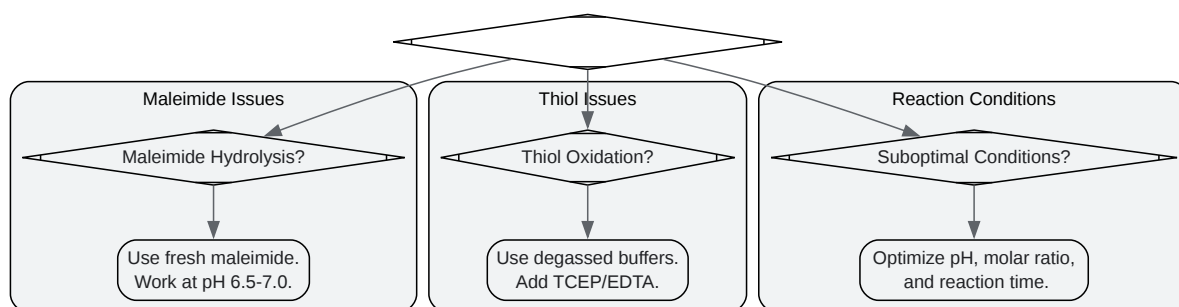 Maleimide Issues
Thiol Issues
Reaction Conditions
Maleimide Hydrolysis?
Thiol Oxidation?
Suboptimal Conditions?
Use fresh maleimide.
Work at pH 6.5-7.0.
Use degassed buffers.
Add TCEP/EDTA.
Optimize pH, molar ratio,
and reaction time.